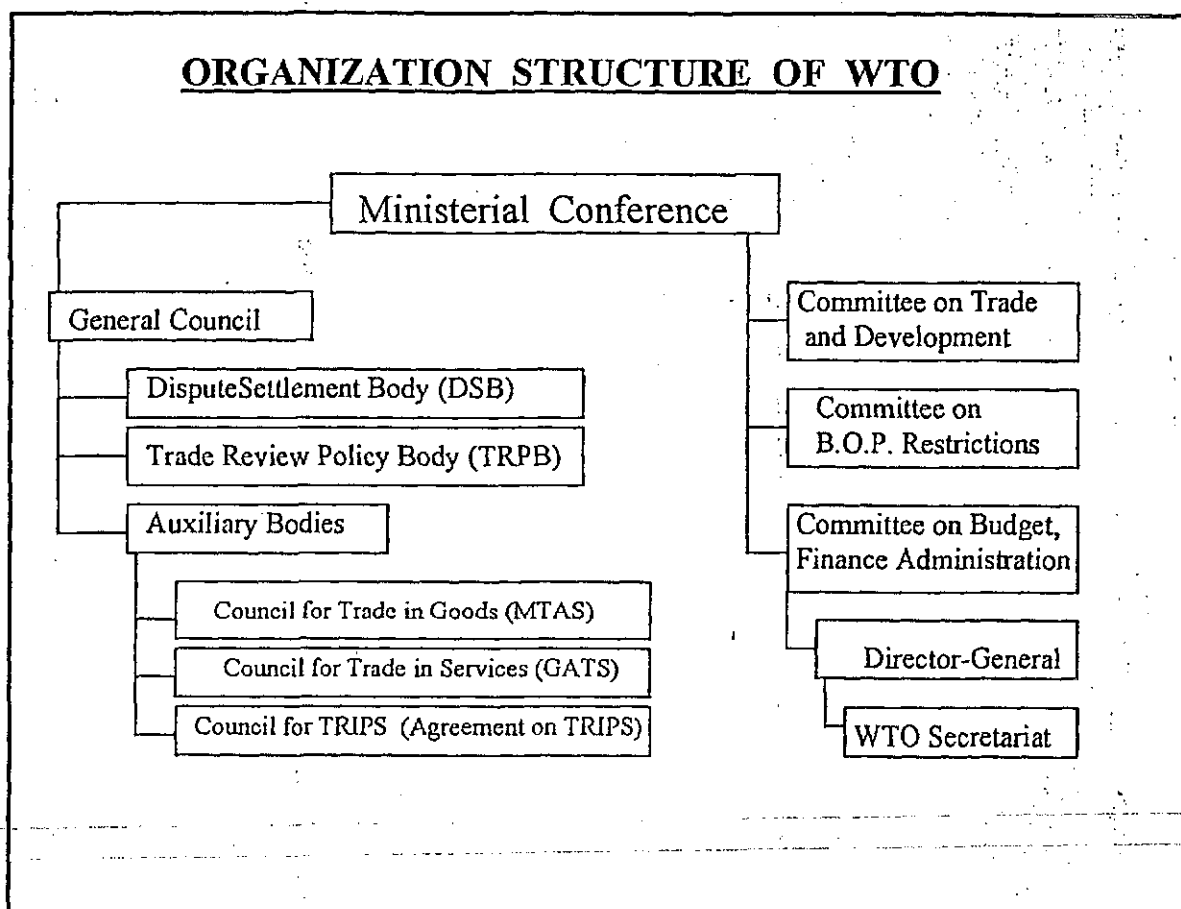 ORGANIZATION STRUCTURE OF WTO
Ministerial Conference
General Council
DisputeSettlement Body (DSB)
Trade Review Policy Body (TRPB)
Auxiliary Bodies
Council for Trade in Goods (MTAS)
Council for Trade in Services (GATS)
Council for TRIPS (Agreement on TRIPS)
Committee on Trade
and Development
Committee on
B.O.P. Restrictions
Committee on Budget,
Finance Administration
Director-General
WTO Secretariat